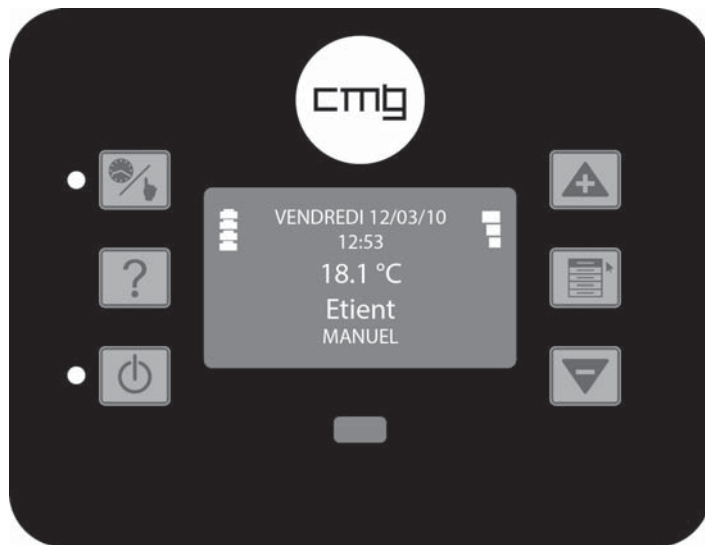 cmg
VENDREDI 12/03/10
12:53
18.1 °C
Etient
MANUEL
?